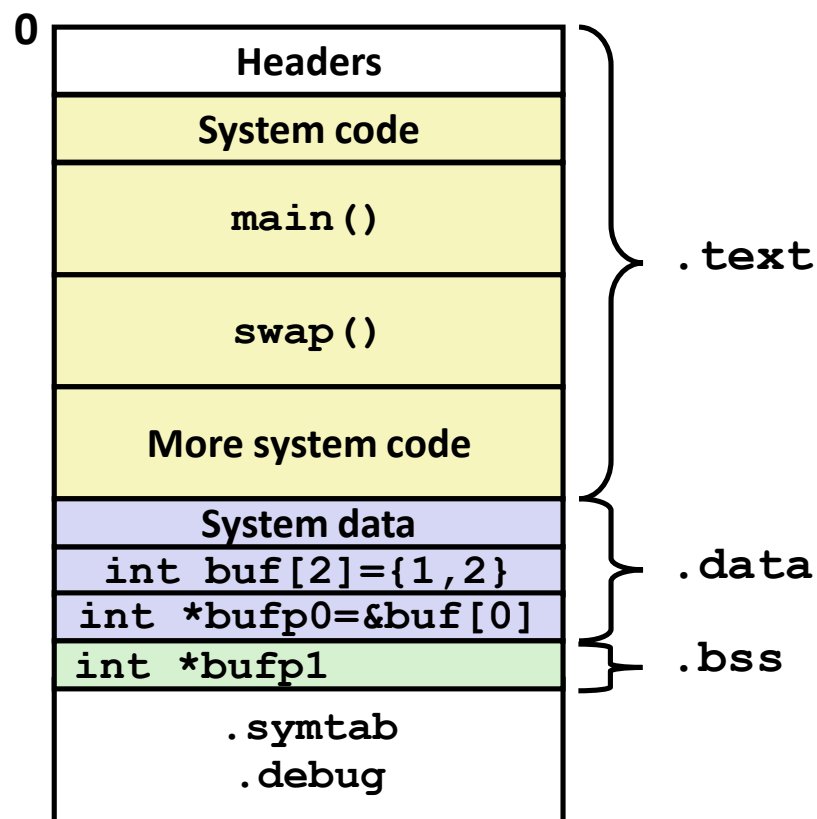 0
Headers
System code
main()
swap()
More system code
.text
System data
int buf[2]={1,2}
int *bufp0=&buf[0]
.data
int *bufp1
.bss
.symtab
.debug